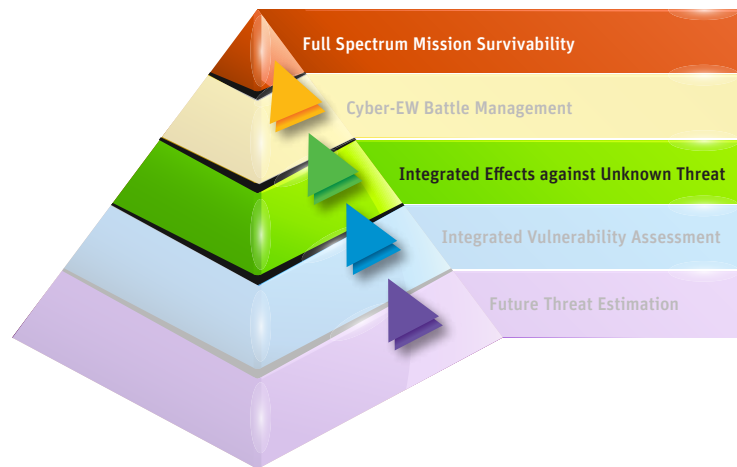 Full Spectrum Mission Survivability
Cyber-EW Battle Management
Integrated Effects against Unknown Threat
Integrated Vulnerability Assessment
Future Threat Estimation